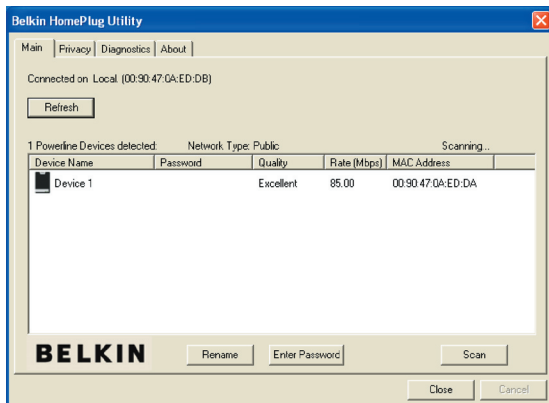 Belkin HomePlug Utility
Main Privacy Diagnostics About
Connected on Local. (00:90:47:0A:ED:DB)
Refresh
1 Powerline Devices detected: Network Type: Public Scanning...
Device Name Password Quality Rate (Mbps) MAC Address
Device 1 Excellent 85.00 00:90:47:0A:ED:DA
BELKIN Rename Enter Password Scan
Close Cancel